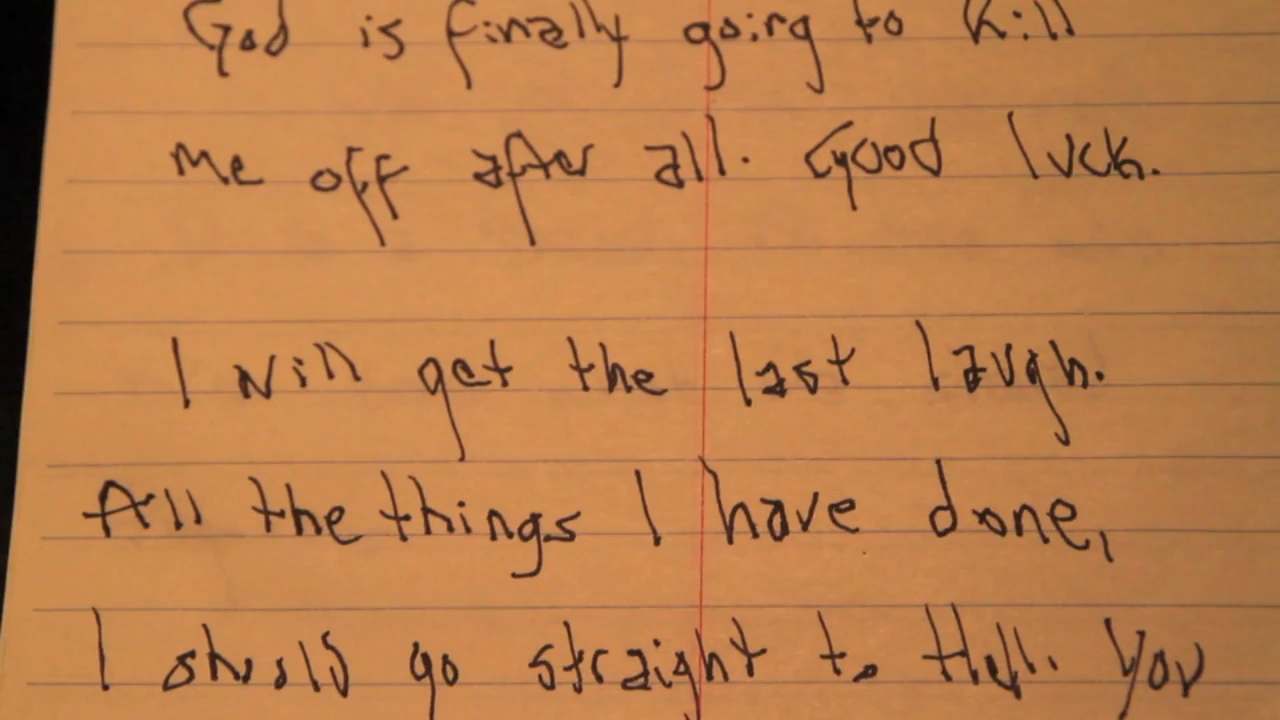 God is finally going to kill
me off after all. Good luck.
I will get the last laugh.
All the things I have done,
I should go straight to Hell. You